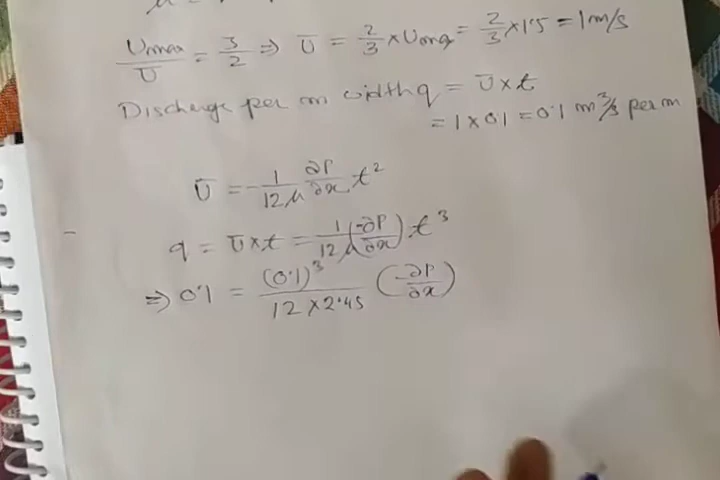 Umax/Ū = 3/2 ⇒ Ū = 2/3 × Umax = 2/3 × 1.5 = 1 m/s
Discharge per m width q = Ū × t
= 1 × 0.1 = 0.1 m³/s per m
Ū = -1/12μ ∂P/∂x t²
q = Ū × t = 1/12μ (-∂P/∂x) t³
⇒ 0.1 = (0.1)³/12 × 2.45 (-∂P/∂x)